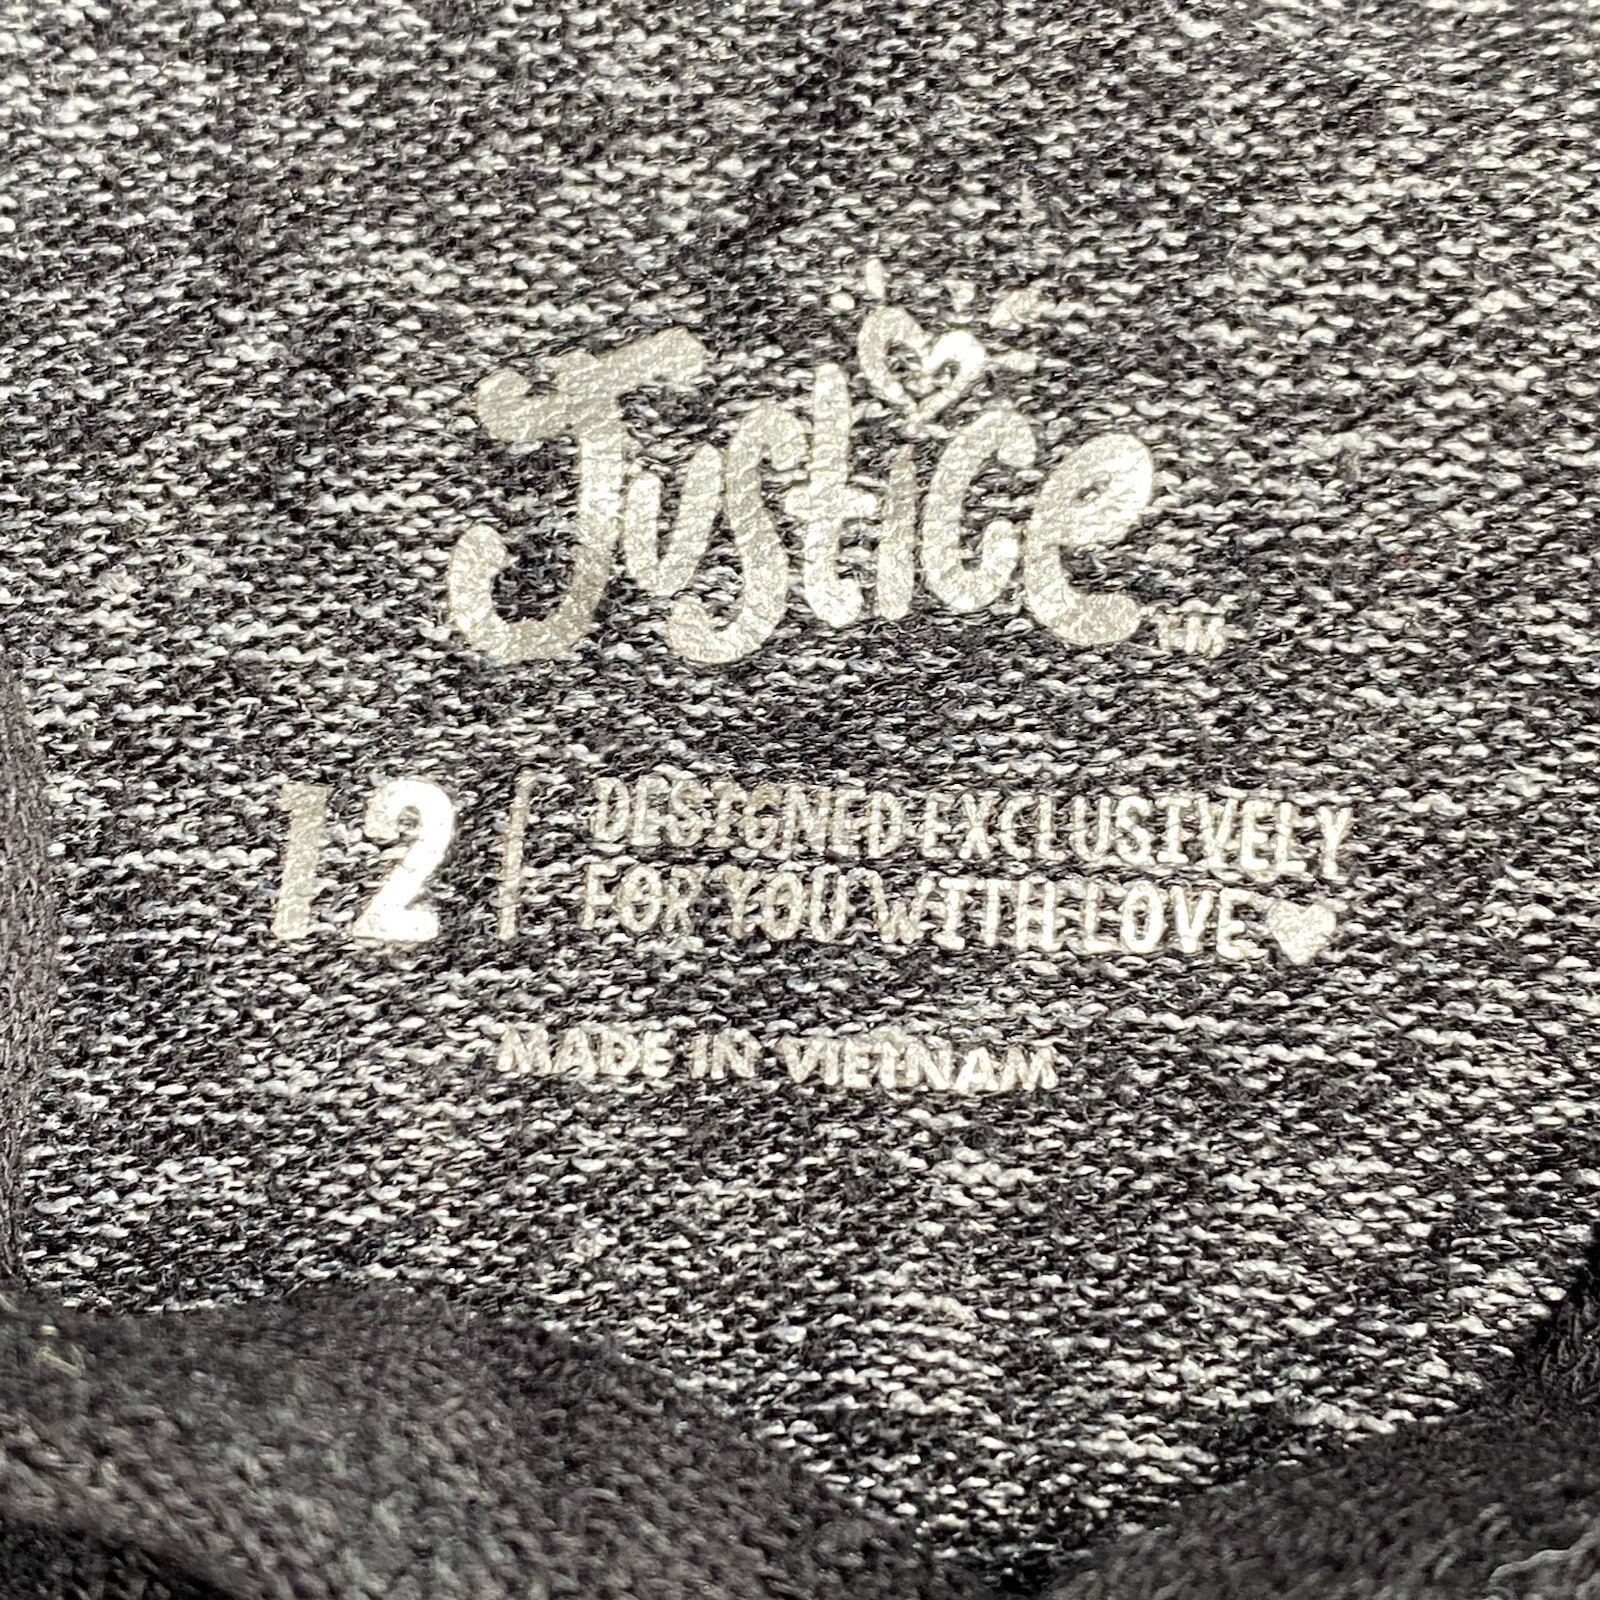 Justice™
12 | DESIGNED EXCLUSIVELY
FOR YOU WITH LOVE
MADE IN VIETNAM